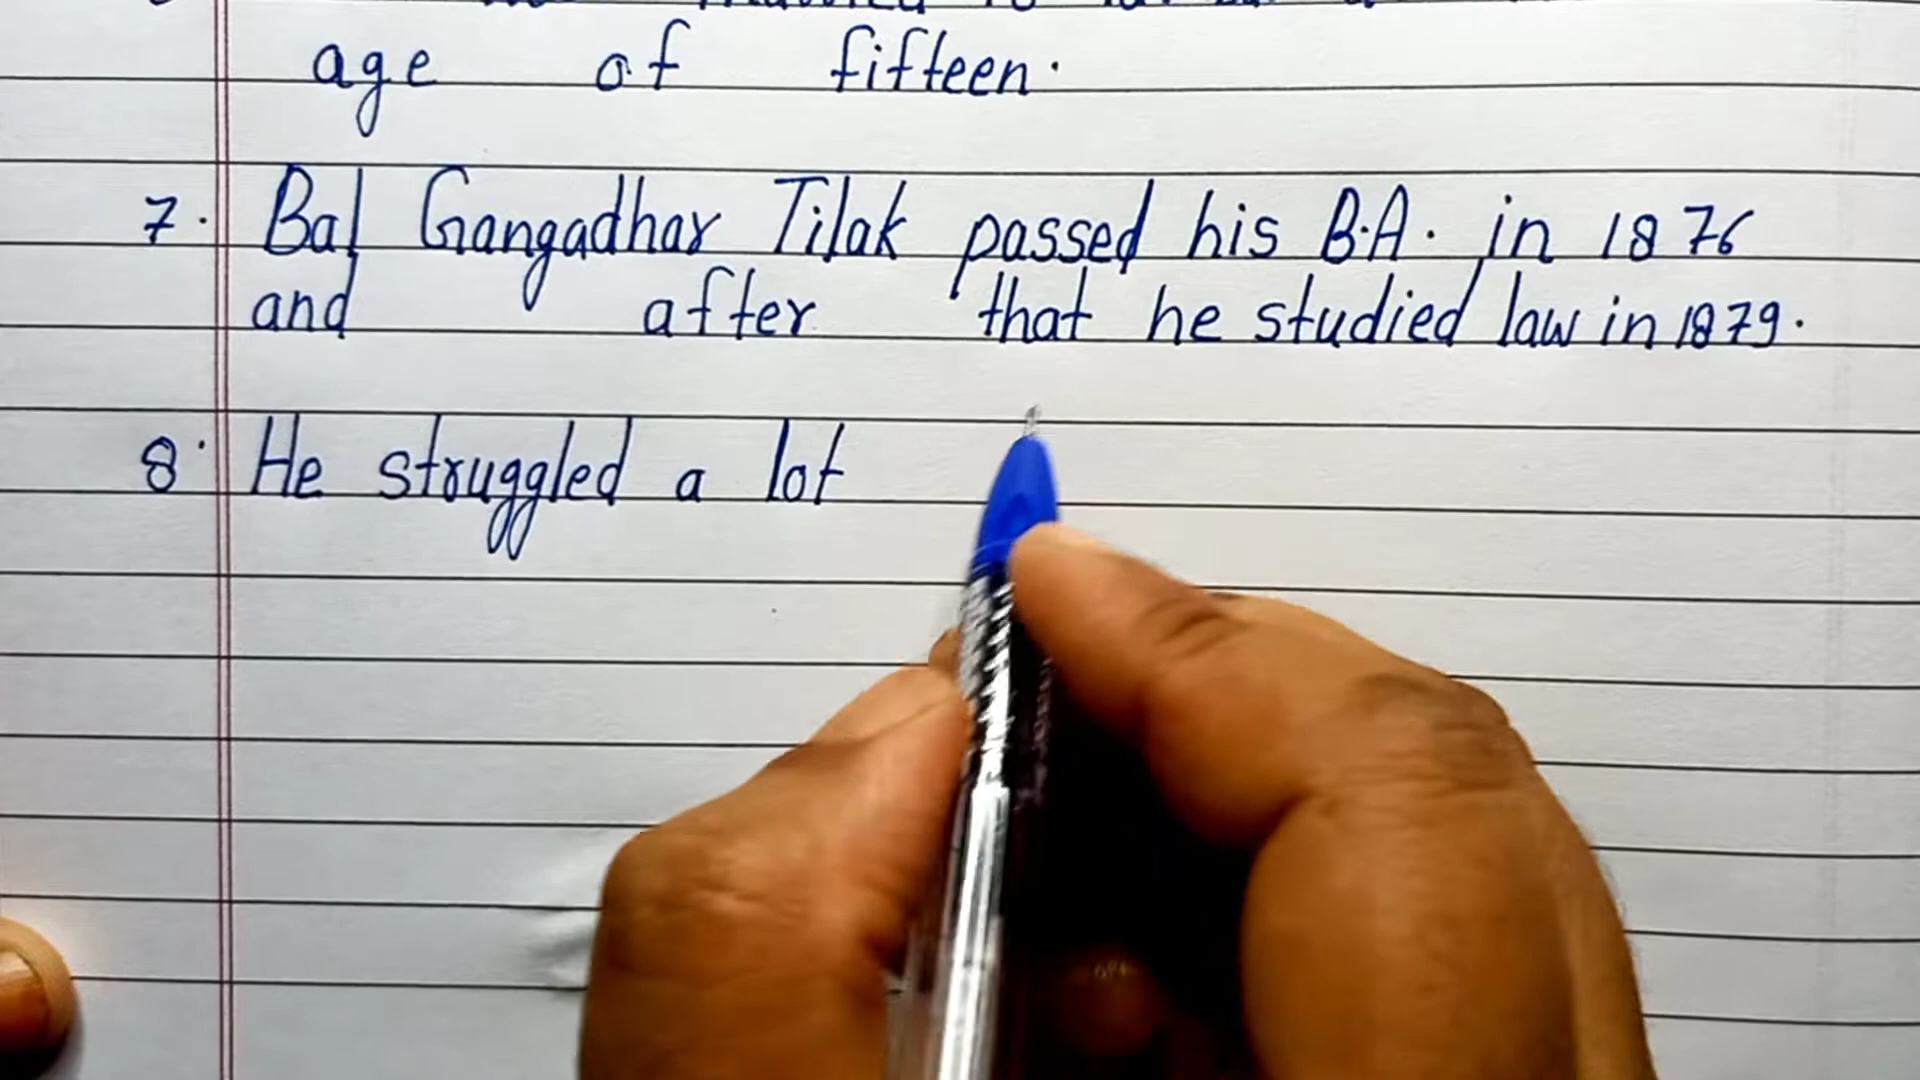 age of fifteen.
7. Bal Gangadhar Tilak passed his B.A. in 1876
and after that he studied law in 1879.
8. He struggled a lot